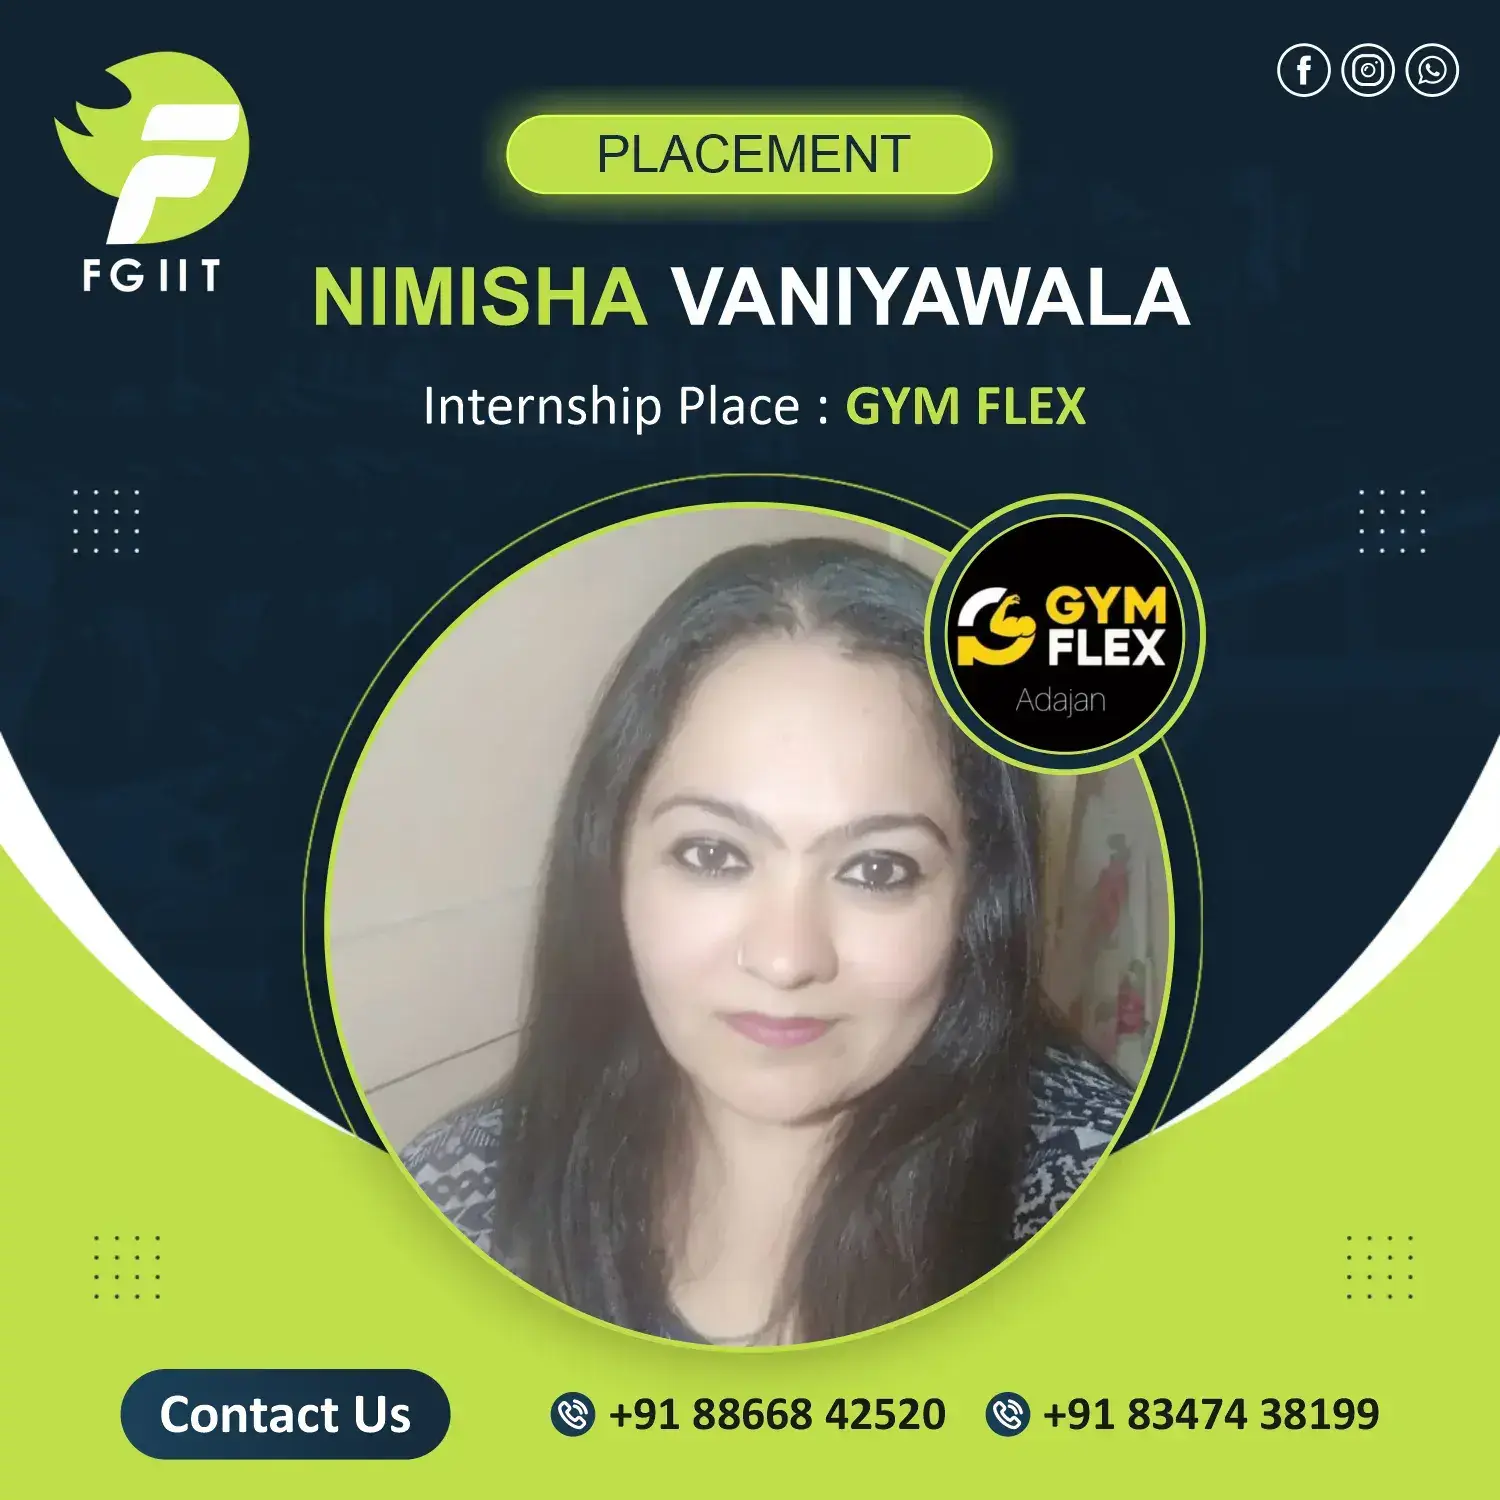 FGIIT
PLACEMENT
NIMISHA VANIYAWALA
Internship Place : GYM FLEX
GYM
FLEX
Adajan
Contact Us
+91 88668 42520
+91 83474 38199